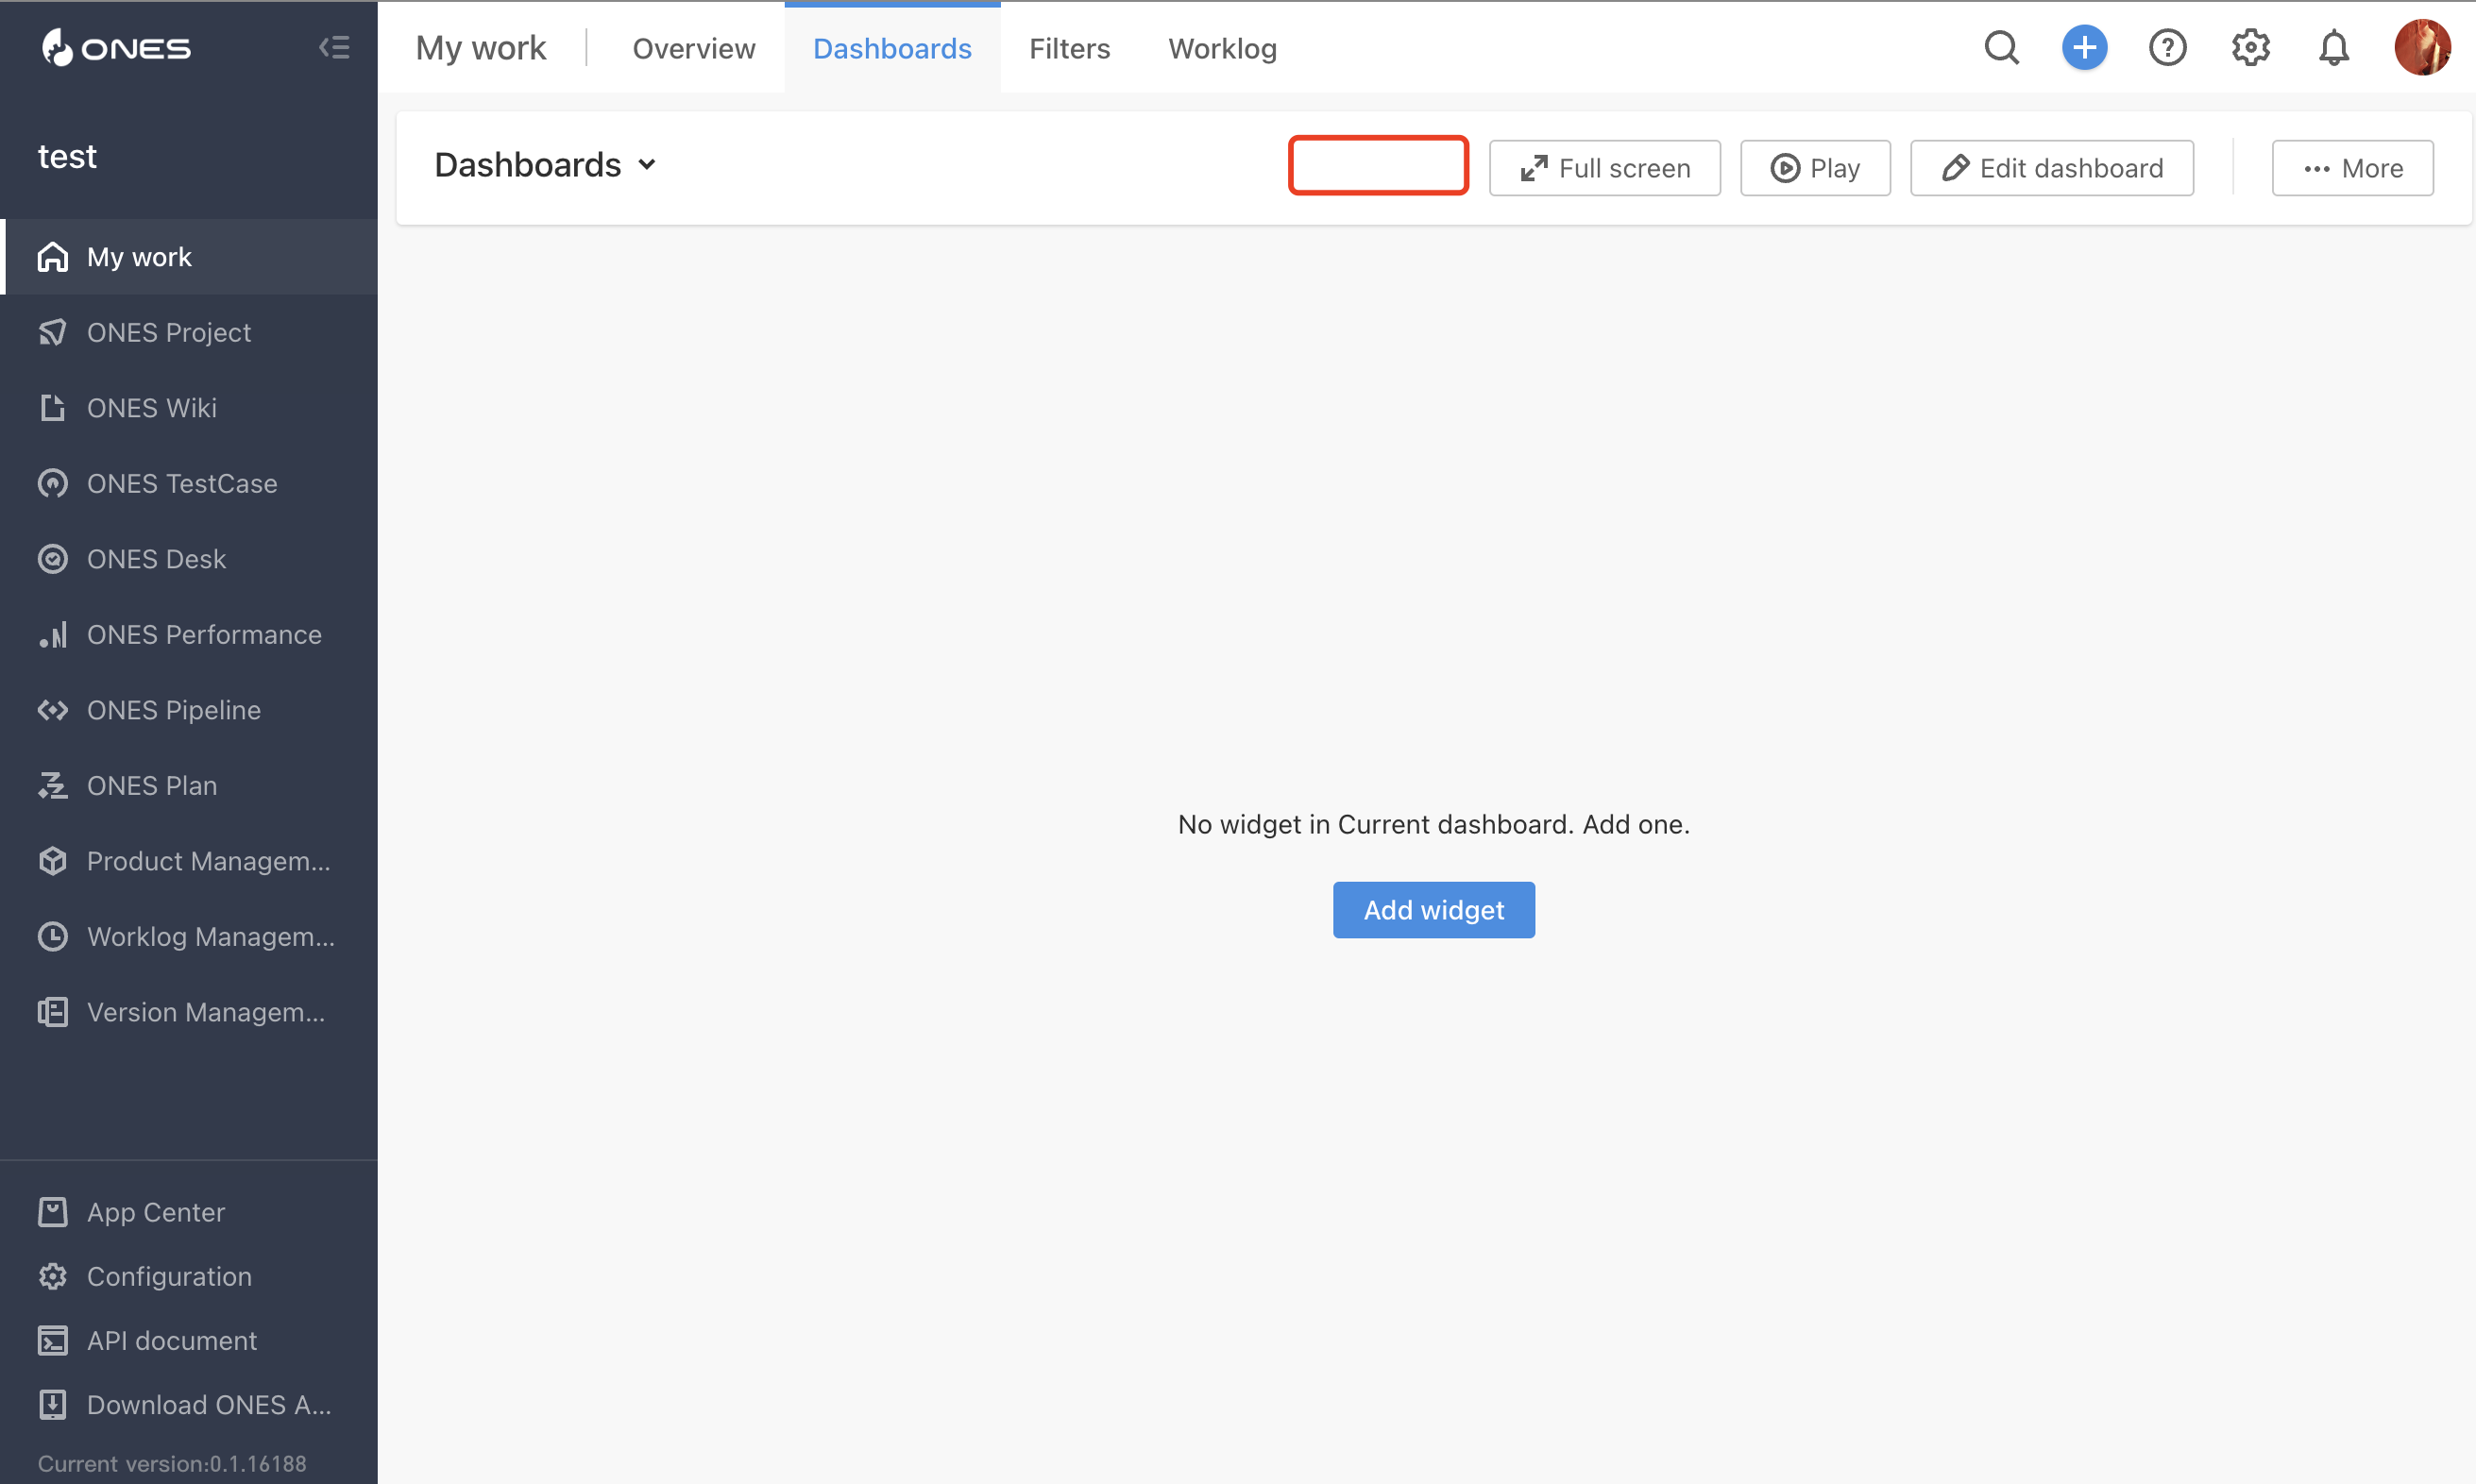 ONES
My work
Overview
Dashboards
Filters
Worklog
test
Dashboards
Full screen
Play
Edit dashboard
... More
My work
ONES Project
ONES Wiki
ONES TestCase
ONES Desk
ONES Performance
ONES Pipeline
ONES Plan
Product Managem...
Worklog Managem...
Version Managem...
No widget in Current dashboard. Add one.
Add widget
App Center
Configuration
API document
Download ONES A...
Current version:0.1.16188